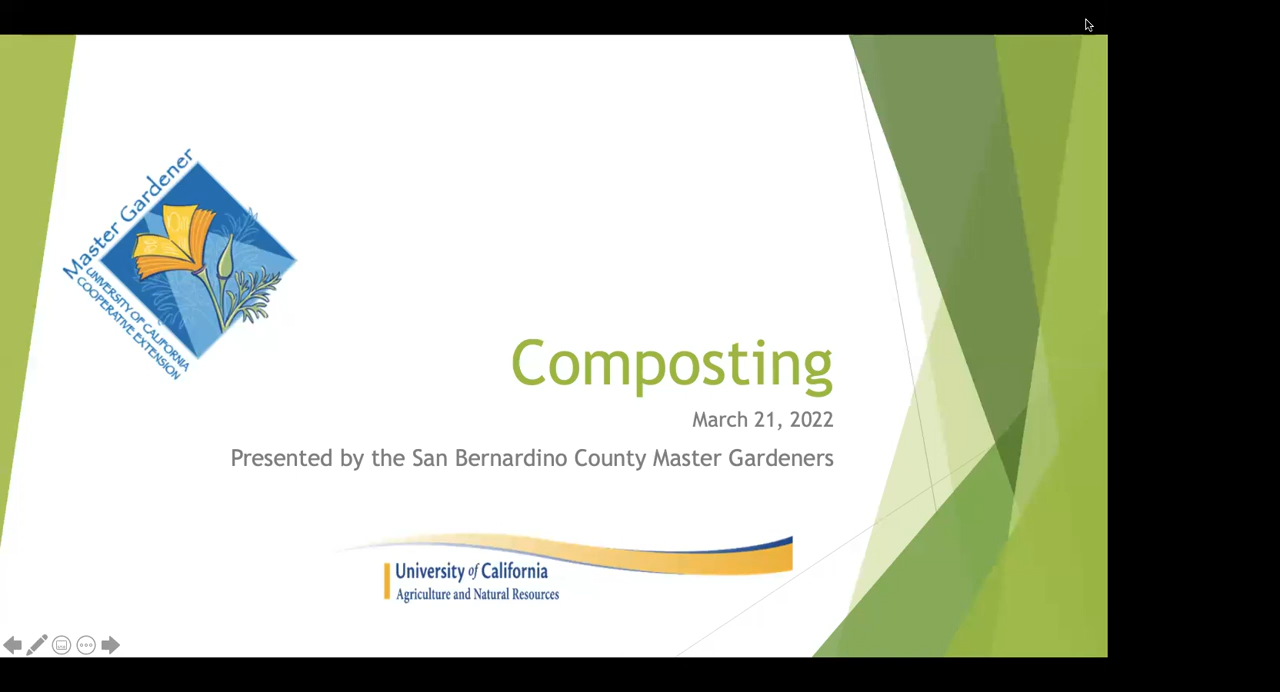 Master Gardener
UNIVERSITY OF CALIFORNIA
COOPERATIVE EXTENSION
Composting
March 21, 2022
Presented by the San Bernardino County Master Gardeners
University of California
Agriculture and Natural Resources